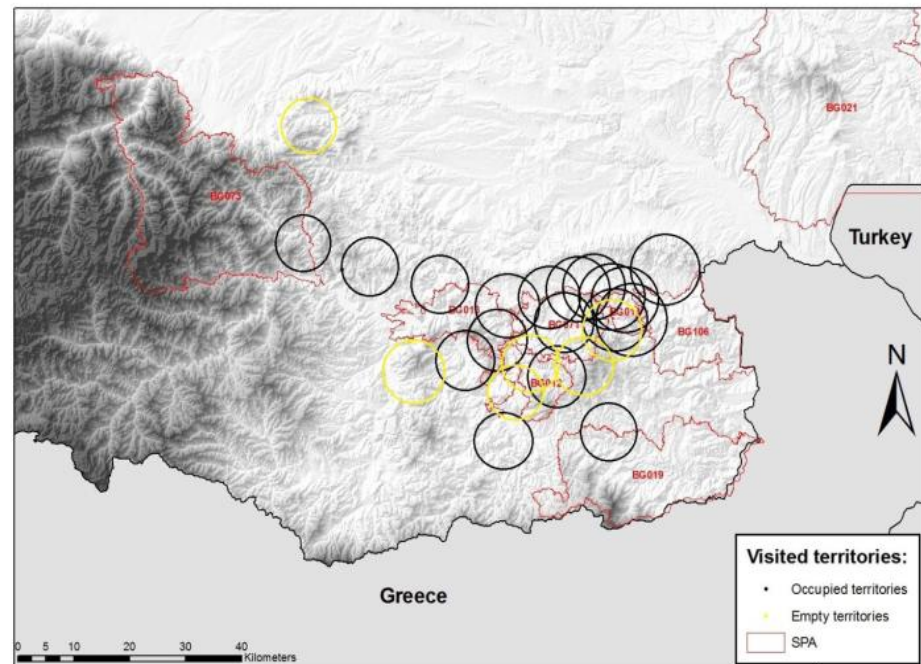 BG021
BG073
Turkey
BG106
N
BG019
Greece
Visited territories:
Occupied territories
Empty territories
SPA
0 5 10 20 30 40
Kilometers